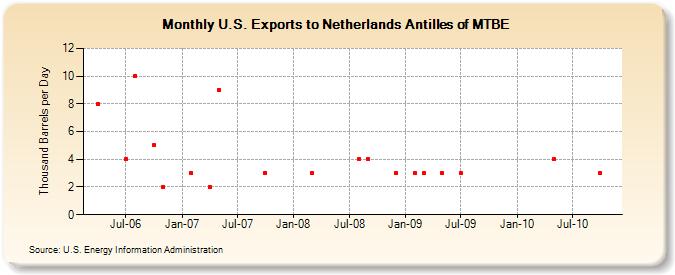 Monthly U.S. Exports to Netherlands Antilles of MTBE
Thousand Barrels per Day
12
10
8
6
4
2
0
Jul-06 Jan-07 Jul-07 Jan-08 Jul-08 Jan-09 Jul-09 Jan-10 Jul-10
Source: U.S. Energy Information Administration